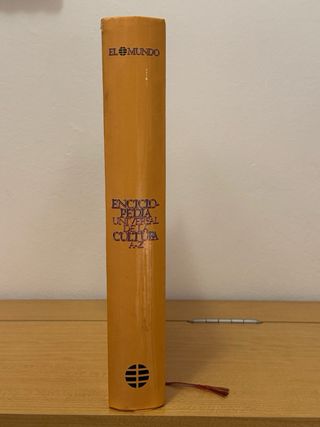 EL MUNDO
ENCICLO-
PEDIA
UNIVERSAL
DE LA
CULTURA
A-Z